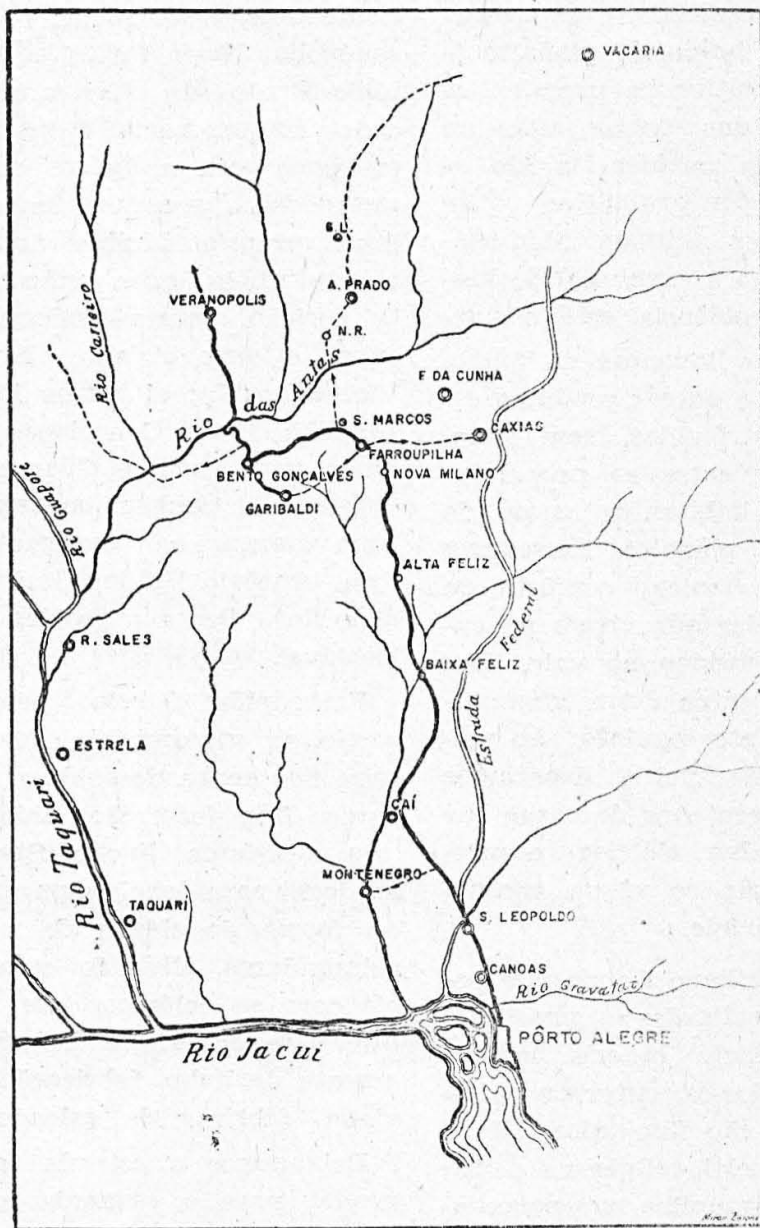 VACARIA
S.L.
A. PRADO
VERANOPOLIS
N.R.
Rio Carreiro
Rio das Antas
F. DA CUNHA
S. MARCOS
CAXIAS
FARROUPILHA
BENTO GONÇALVES
NOVA MILANO
GARIBALDI
Rio Guaporé
ALTA FELIZ
Estrada Federal
R. SALES
BAIXA FELIZ
ESTRELA
CAÍ
Rio Taquari
MONTENEGRO
TAQUARI
S. LEOPOLDO
CANOAS
Rio Gravatai
PÔRTO ALEGRE
Rio Jacuí